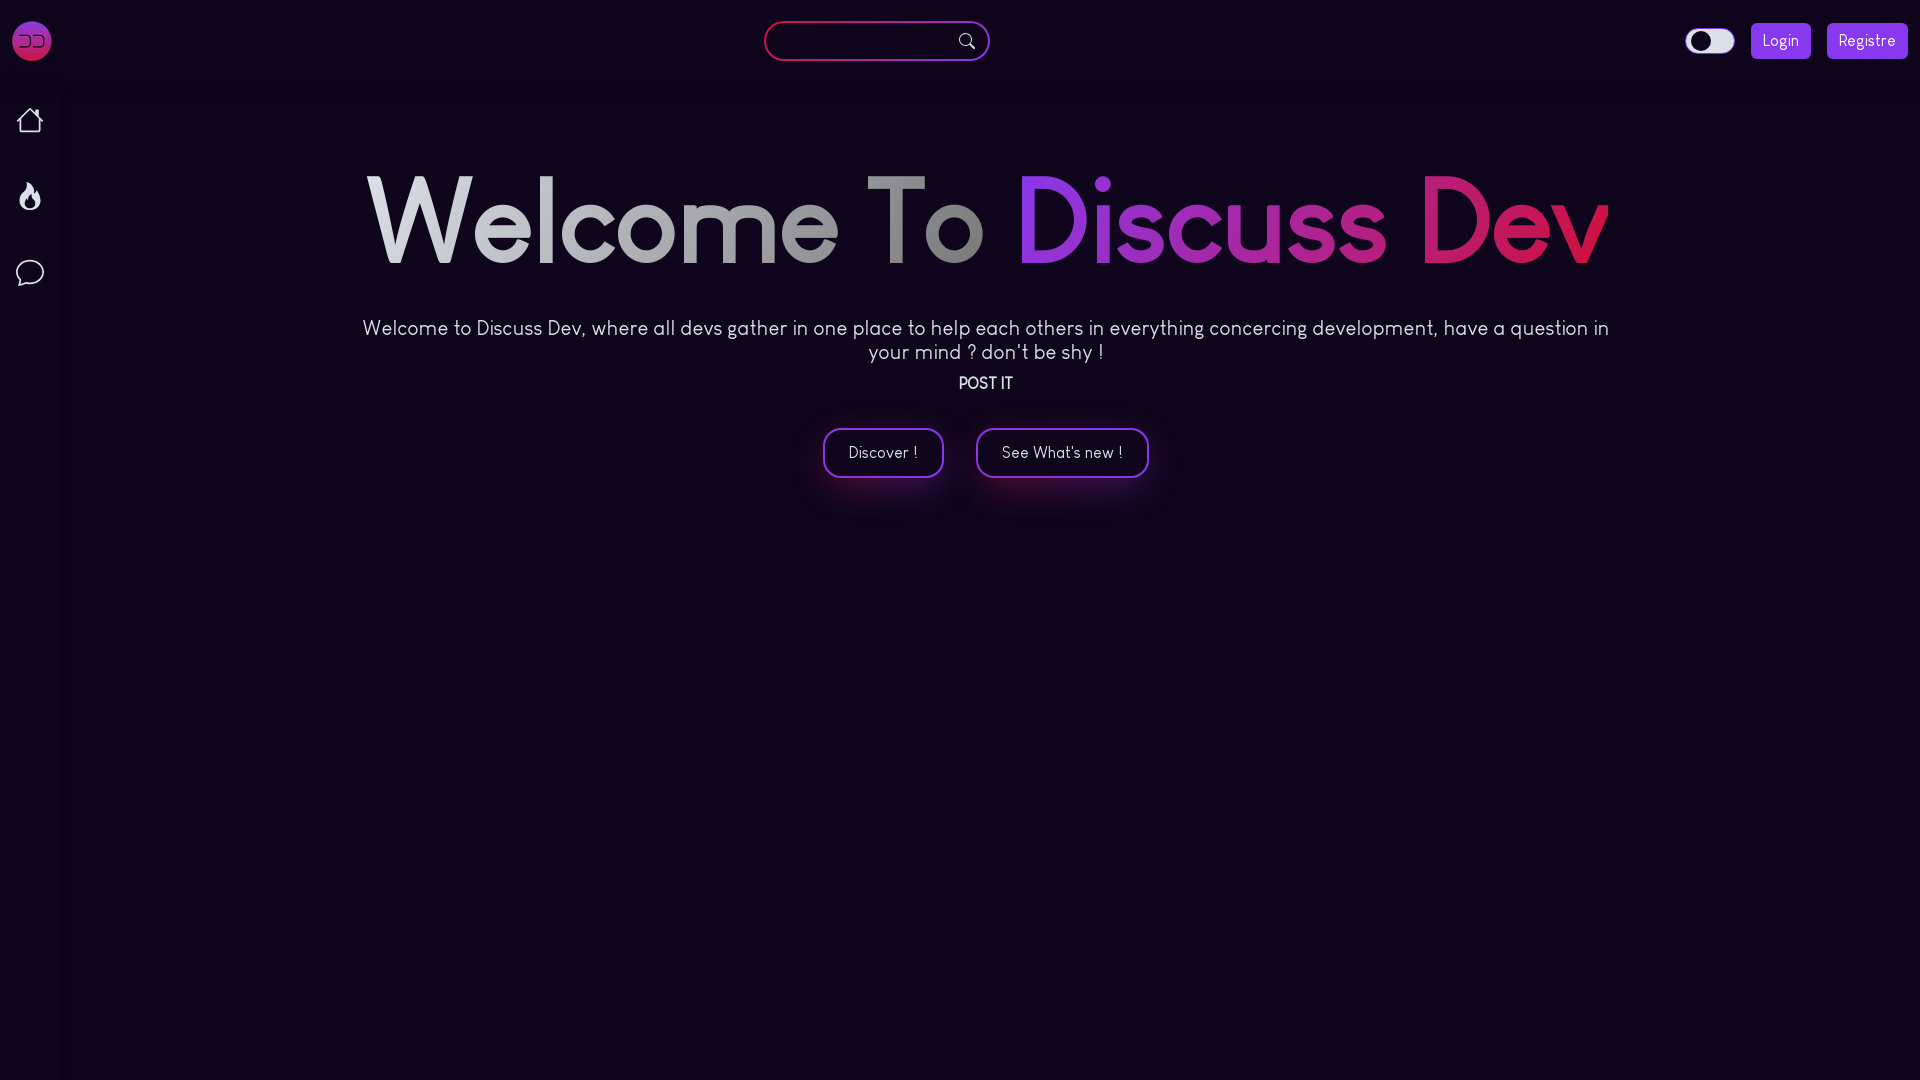 Login
Registre
Welcome To Discuss Dev
Welcome to Discuss Dev, where all devs gather in one place to help each others in everything concercing development, have a question in
your mind ? don't be shy !
POST IT
Discover !
See What's new !